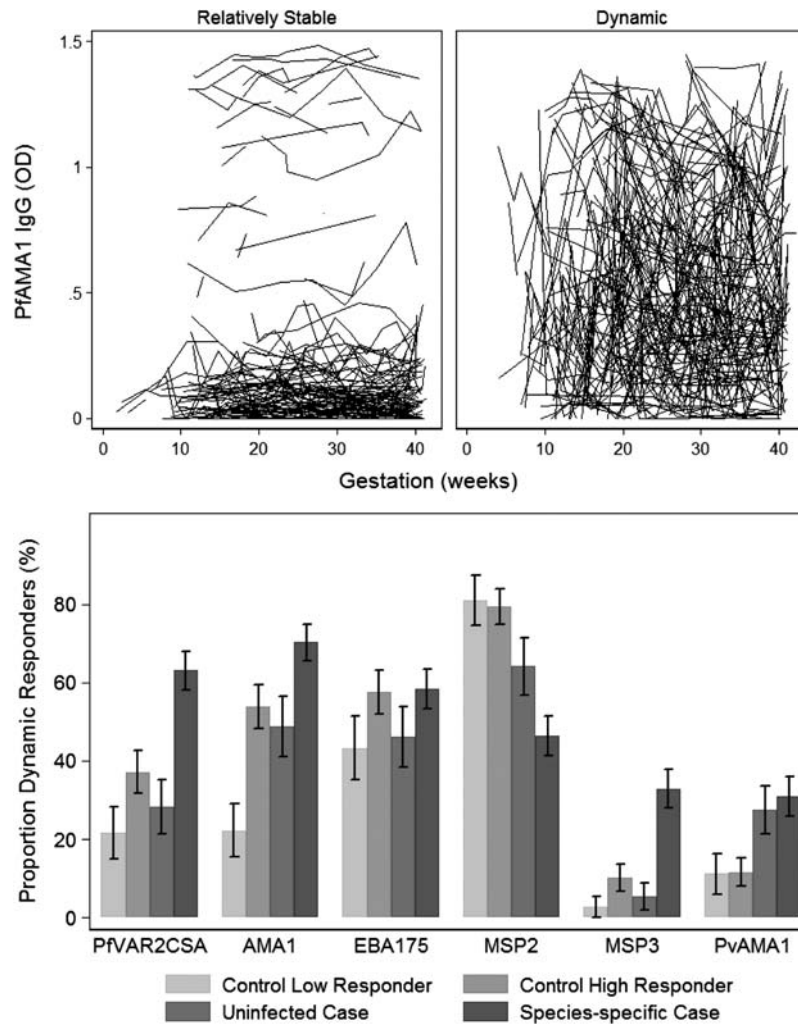 Relatively Stable
Dynamic
PfAMA1 IgG (OD)
1.5
1
.5
0
0 10 20 30 40
0 10 20 30 40
Gestation (weeks)
Proportion Dynamic Responders (%)
80
60
40
20
0
PfVAR2CSA AMA1 EBA175 MSP2 MSP3 PvAMA1
Control Low Responder
Control High Responder
Uninfected Case
Species-specific Case